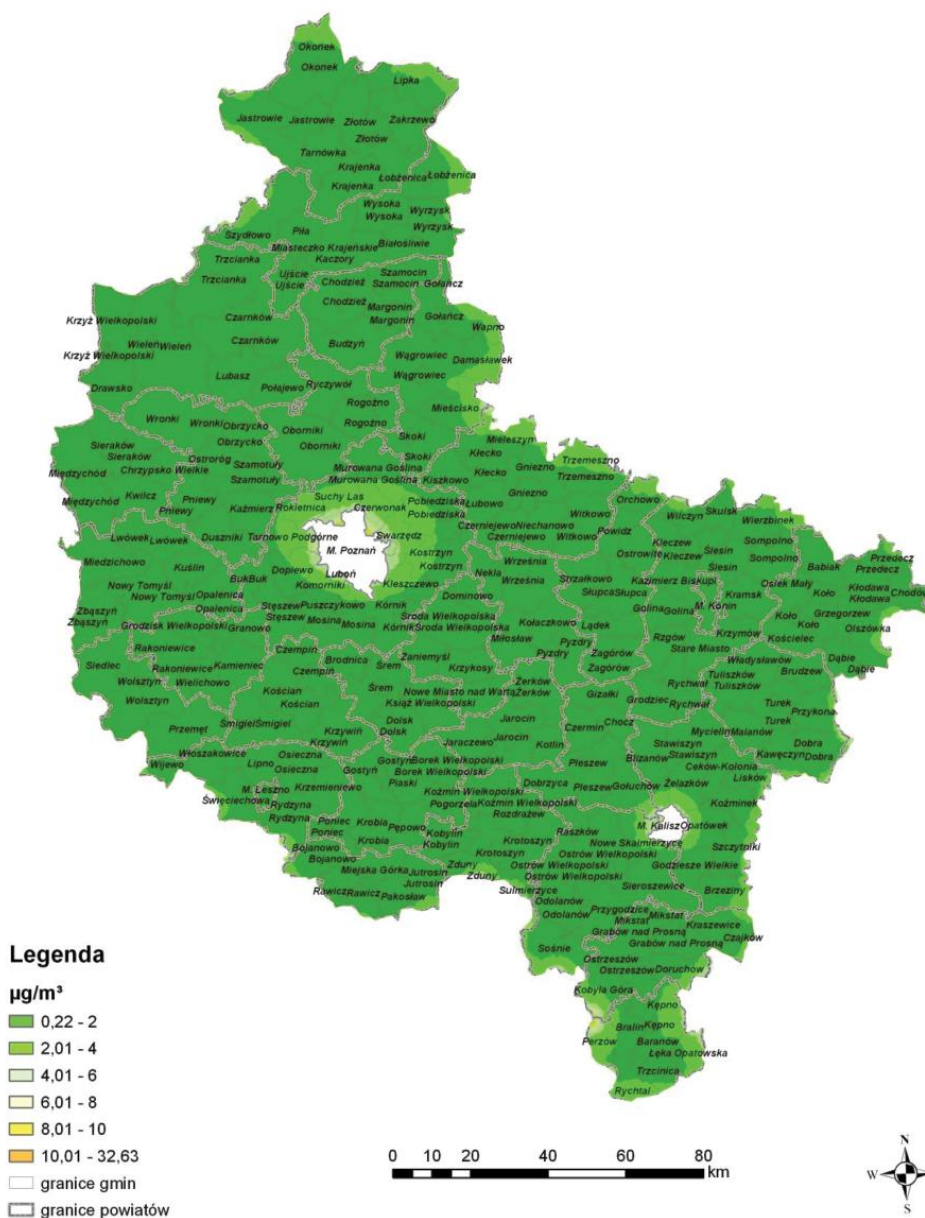 Okonek
Okonek
Lipka
Jastrowie Jastrowie Złotów Zakrzewo
Złotów
Tarnówka
Krajenka
Łobżenica Łobżenica
Krajenka
Wysoka
Wyrzysk
Wysoka
Wyrzysk
Szydłowo
Piła
Miasteczko Krajeńskie Białośliwie
Trzcianka
Kaczory
Ujście
Szamocin
Trzcianka
Ujście
Chodzież
Szamocin Gołańcz
Chodzież
Margonin
Gołańcz
Krzyż Wielkopolski
Czarnków
Margonin
Wapno
Wieleń Wieleń
Czarnków
Budzyń
Krzyż Wielkopolski
Wągrowiec
Damasławek
Lubasz
Wągrowiec
Drawsko
Połajewo
Ryczywół
Rogoźno
Mieścisko
Wronki
Wronki
Obrzycko
Oborniki
Rogoźno
Skoki
Mieleszyn
Sieraków
Obrzycko
Oborniki
Skoki
Kłecko
Sieraków
Ostroróg
Trzemeszno
Międzychód
Chrzypsko Wielkie
Szamotuły
Murowana Goślina
Kłecko
Gniezno
Trzemeszno
Szamotuły
Murowana Goślina
Kiszkowo
Międzychód
Kwilcz
Pniewy
Suchy Las
Pobiedziska
Łubowo
Gniezno
Orchowo
Pniewy
Kaźmierz
Rokietnica
Czerwonak
Pobiedziska
Witkowo
Wilczyn
Skulsk
Wierzbinek
Lwówek
Lwówek
Duszniki
Tarnowo Podgórne
Swarzędz
Czerniejewo Niechanowo
Czerniejewo
Witkowo
Powidz
Kleczew
Kleczew
Ślesin
Sompolno
M. Poznań
Kostrzyn
Ostrowite
Miedzichowo
Kuślin
Kostrzyn
Września
Ślesin
Sompolno
Babiak
Przedecz
Przedecz
Nowy Tomyśl
Buk Buk
Dopiewo
Luboń
Nekla
Września
Strzałkowo
Kazimierz Biskupi
Osiek Mały
Nowy Tomyśl
Opalenica
Komorniki
Kleszczewo
Słupca Słupca
Kramsk
Koło
Kłodawa
Kłodawa
Zbąszyń
Opalenica
Stęszew
Puszczykowo
Kórnik
Dominowo
Golina Golina
M. Konin
Koło
Grzegorzew
Zbąszyń
Grodzisk Wielkopolski
Granowo
Stęszew
Mosina
Mosina
Kórnik
Środa Wielkopolska
Środa Wielkopolska
Kołaczkowo
Lądek
Koło
Olszówka
Rakoniewice
Czempiń
Miłosław
Pyzdry
Rzgów
Krzymów
Kościelec
Siedlec
Rakoniewice
Kamieniec
Czempiń
Brodnica
Śrem
Zaniemyśl
Pyzdry
Zagórów
Stare Miasto
Władysławów
Dąbie
Wolsztyn
Wielichowo
Krzykosy
Zagórów
Brudzew
Dąbie
Wolsztyn
Kościan
Śrem
Nowe Miasto nad Wartą
Żerków
Żerków
Gizałki
Rychwał
Tuliszków
Tuliszków
Kościan
Książ Wielkopolski
Grodziec
Rychwał
Turek
Przykona
Przemęt
Śmigiel Śmigiel
Krzywiń
Dolsk
Dolsk
Jarocin
Czermin
Chocz
Mycielin Malanów
Turek
Włoszakowice
Krzywiń
Jaraczewo
Jarocin
Kotlin
Stawiszyn
Stawiszyn
Kawęczyn
Dobra
Dobra
Wijewo
Lipno
Osieczna
Osieczna
Gostyń
Gostyń
Borek Wielkopolski
Borek Wielkopolski
Pleszew
Blizanów
Ceków-Kolonia
Lisków
M. Leszno
Krzemieniewo
Piaski
Koźmin Wielkopolski
Dobrzyca
Pleszew
Gołuchów
Żelazków
Koźminek
Święciechowa
Rydzyna
Rydzyna
Poniec
Poniec
Krobia
Krobia
Pogorzela
Pępowo
Koźmin Wielkopolski
Rozdrażew
Raszków
M. Kalisz
Opatówek
Kobylin
Kobylin
Krotoszyn
Krotoszyn
Nowe Skalmierzyce
Szczytniki
Bojanowo
Bojanowo
Ostrów Wielkopolski
Godziesze Wielkie
Miejska Górka
Jutrosin
Jutrosin
Zduny
Zduny
Ostrów Wielkopolski
Ostrów Wielkopolski
Rawicz
Rawicz
Pakosław
Sulmierzyce
Sieroszewice
Brzeziny
Odolanów
Odolanów
Przygodzice
Mikstat
Mikstat
Kraszewice
Grabów nad Prosną
Grabów nad Prosną
Czajków
Sośnie
Ostrzeszów
Ostrzeszów
Doruchów
Kobyla Góra
Kępno
Bralin
Kępno
Perzów
Baranów
Łęka Opatowska
Trzcinica
Rychtal
Legenda
µg/m³
0,22 - 2
2,01 - 4
4,01 - 6
6,01 - 8
8,01 - 10
10,01 - 32,63
granice gmin
granice powiatów
0 10 20 40 60 80
km
N
W E
S